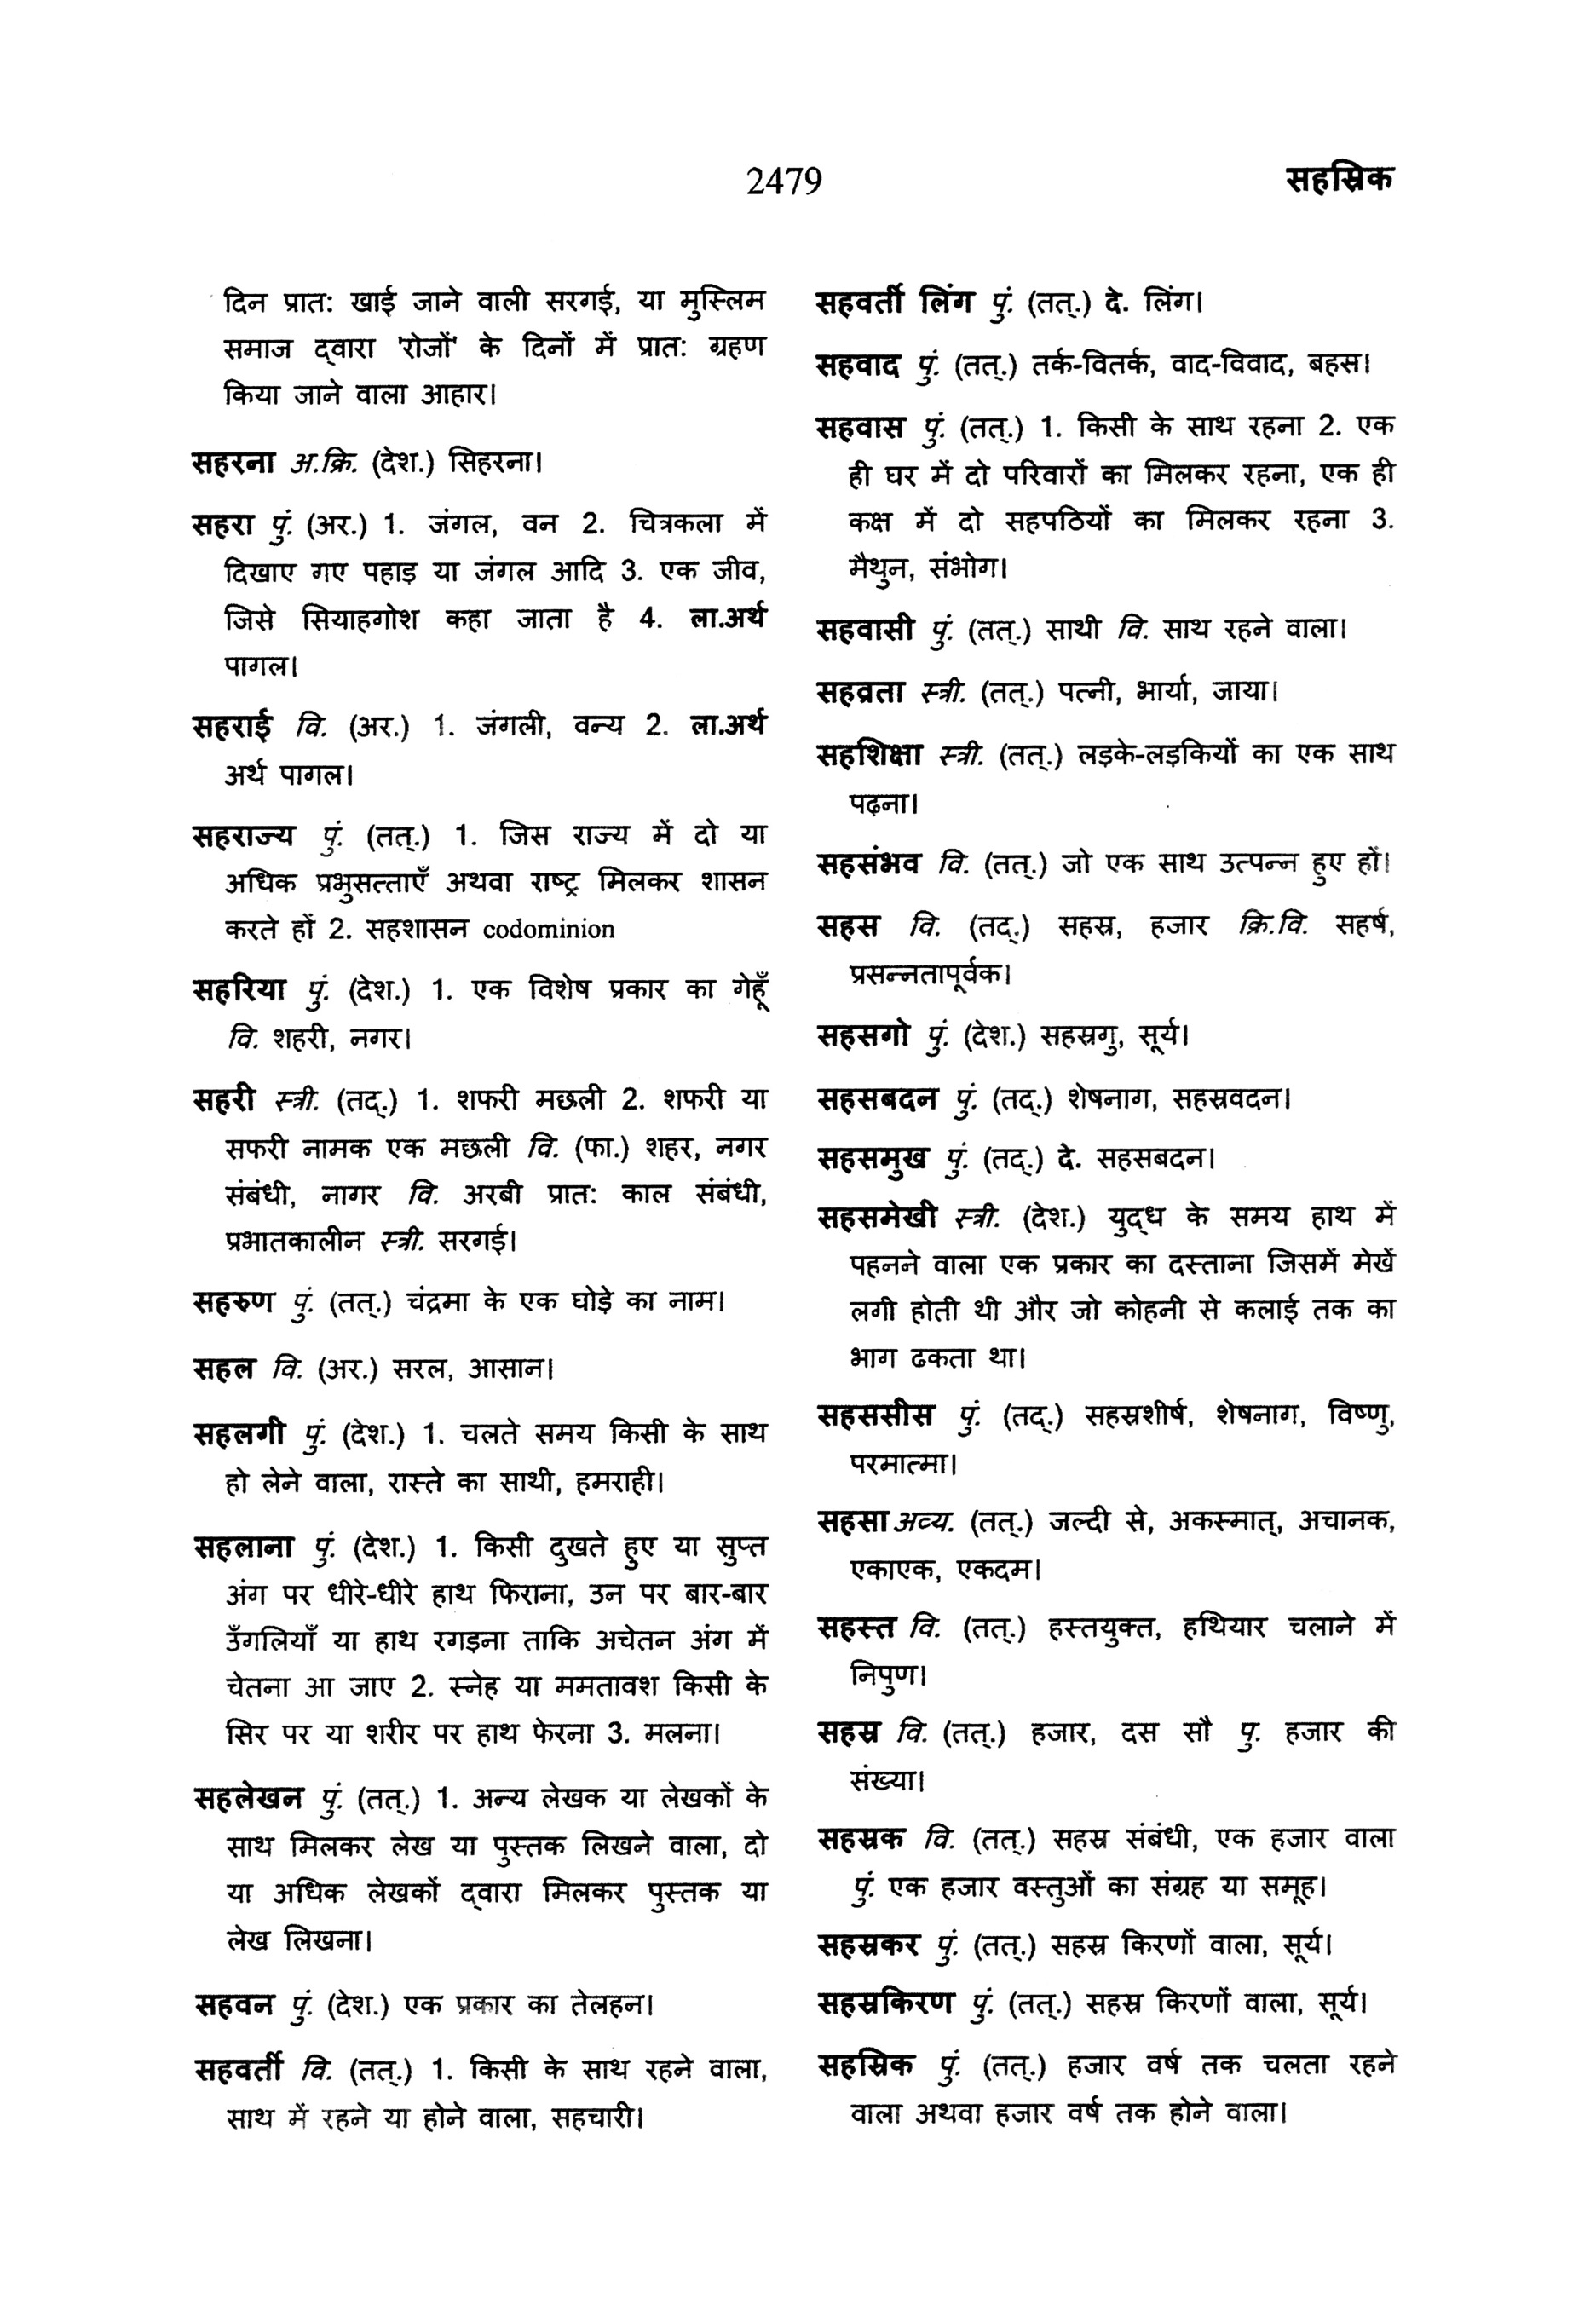 2479
सहस्रिक
दिन प्रात: खाई जाने वाली सरगई, या मुस्लिम
समाज द्वारा 'रोजों' के दिनों में प्रात: ग्रहण
किया जाने वाला आहार।
सहरना अ.क्रि. (देश.) सिहरना।
सहरा पुं. (अर.) 1. जंगल, वन 2. चित्रकला में
दिखाए गए पहाड़ या जंगल आदि 3. एक जीव,
जिसे सियाहगोश कहा जाता है 4. ला.अर्थ
पागल।
सहराई वि. (अर.) 1. जंगली, वन्य 2. ला.अर्थ
अर्थ पागल।
सहराज्य पुं. (तत्.) 1. जिस राज्य में दो या
अधिक प्रभुसत्ताएँ अथवा राष्ट्र मिलकर शासन
करते हों 2. सहशासन codominion
सहरिया पुं. (देश.) 1. एक विशेष प्रकार का गेहूँ
वि. शहरी, नगर।
सहरी स्त्री. (तद्.) 1. शफरी मछली 2. शफरी या
सफरी नामक एक मछली वि. (फा.) शहर, नगर
संबंधी, नागर वि. अरबी प्रात: काल संबंधी,
प्रभातकालीन स्त्री. सरगई।
सहरुण पुं. (तत्.) चंद्रमा के एक घोड़े का नाम।
सहल वि. (अर.) सरल, आसान।
सहलगी पुं. (देश.) 1. चलते समय किसी के साथ
हो लेने वाला, रास्ते का साथी, हमराही।
सहलाना पुं. (देश.) 1. किसी दुखते हुए या सुप्त
अंग पर धीरे-धीरे हाथ फिराना, उन पर बार-बार
उँगलियाँ या हाथ रगड़ना ताकि अचेतन अंग में
चेतना आ जाए 2. स्नेह या ममतावश किसी के
सिर पर या शरीर पर हाथ फेरना 3. मलना।
सहलेखन पुं. (तत्.) 1. अन्य लेखक या लेखकों के
साथ मिलकर लेख या पुस्तक लिखने वाला, दो
या अधिक लेखकों द्वारा मिलकर पुस्तक या
लेख लिखना।
सहवन पुं. (देश.) एक प्रकार का तेलहन।
सहवर्ती वि. (तत्.) 1. किसी के साथ रहने वाला,
साथ में रहने या होने वाला, सहचारी।
सहवर्ती लिंग पुं. (तत्.) दे. लिंग।
सहवाद पुं. (तत्.) तर्क-वितर्क, वाद-विवाद, बहस।
सहवास पुं. (तत्.) 1. किसी के साथ रहना 2. एक
ही घर में दो परिवारों का मिलकर रहना, एक ही
कक्ष में दो सहपठियों का मिलकर रहना 3.
मैथुन, संभोग।
सहवासी पुं. (तत्.) साथी वि. साथ रहने वाला।
सहव्रता स्त्री. (तत्.) पत्नी, भार्या, जाया।
सहशिक्षा स्त्री. (तत्.) लड़के-लड़कियों का एक साथ
पढ़ना।
सहसंभव वि. (तत्.) जो एक साथ उत्पन्न हुए हों।
सहस वि. (तद्.) सहस्र, हजार क्रि.वि. सहर्ष,
प्रसन्नतापूर्वक।
सहसगो पुं. (देश.) सहस्रगु, सूर्य।
सहसबदन पुं. (तद्.) शेषनाग, सहस्रवदन।
सहसमुख पुं. (तद्.) दे. सहसबदन।
सहसमेखी स्त्री. (देश.) युद्ध के समय हाथ में
पहनने वाला एक प्रकार का दस्ताना जिसमें मेखें
लगी होती थी और जो कोहनी से कलाई तक का
भाग ढकता था।
सहससीस पुं. (तद्.) सहस्रशीर्ष, शेषनाग, विष्णु,
परमात्मा।
सहसा अव्य. (तत्.) जल्दी से, अकस्मात्, अचानक,
एकाएक, एकदम।
सहस्त वि. (तत्.) हस्तयुक्त, हथियार चलाने में
निपुण।
सहस्र वि. (तत्.) हजार, दस सौ पु. हजार की
संख्या।
सहस्रक वि. (तत्.) सहस्र संबंधी, एक हजार वाला
पुं. एक हजार वस्तुओं का संग्रह या समूह।
सहस्रकर पुं. (तत्.) सहस्र किरणों वाला, सूर्य।
सहस्रकिरण पुं. (तत्.) सहस्र किरणों वाला, सूर्य।
सहस्रिक पुं. (तत्.) हजार वर्ष तक चलता रहने
वाला अथवा हजार वर्ष तक होने वाला।